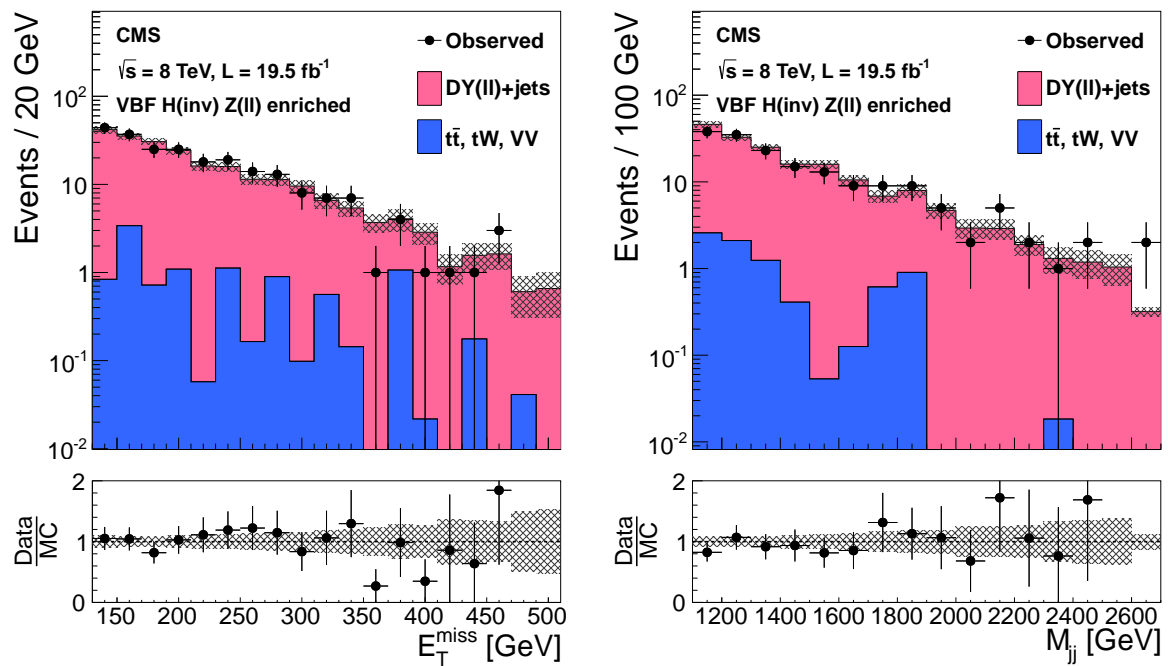 CMS
√s = 8 TeV, L = 19.5 fb⁻¹
VBF H(inv) Z(ll) enriched
Observed
DY(ll)+jets
tt̄, tW, VV
Events / 20 GeV
10²
10
1
10⁻¹
10⁻²
Data/MC
2
1
0
150 200 250 300 350 400 450 500
E_T^miss [GeV]
CMS
√s = 8 TeV, L = 19.5 fb⁻¹
VBF H(inv) Z(ll) enriched
Observed
DY(ll)+jets
tt̄, tW, VV
Events / 100 GeV
10²
10
1
10⁻¹
10⁻²
Data/MC
2
1
0
1200 1400 1600 1800 2000 2200 2400 2600
M_jj [GeV]